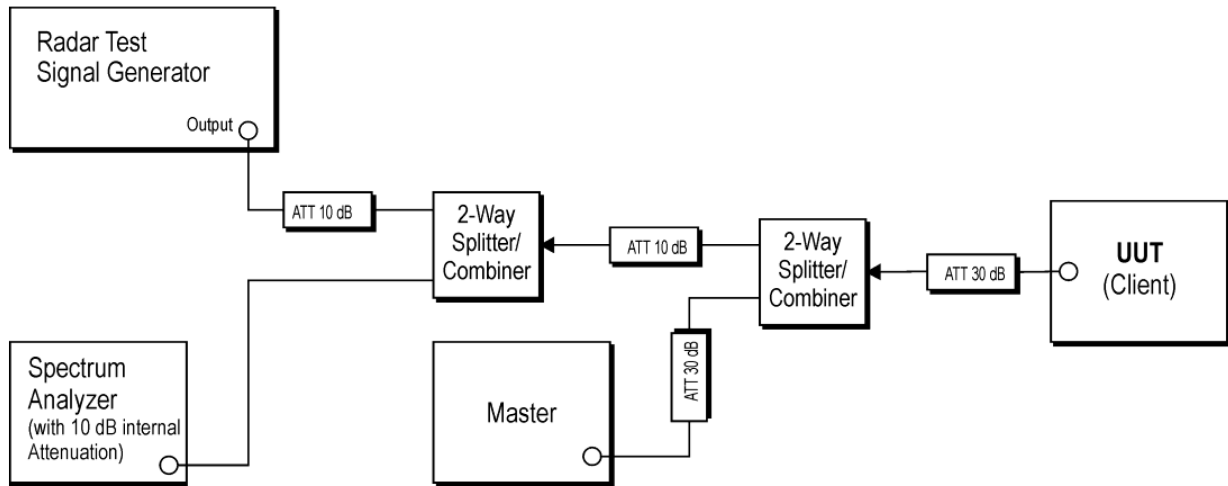 Radar Test
Signal Generator
Output
ATT 10 dB
2-Way
Splitter/
Combiner
ATT 10 dB
2-Way
Splitter/
Combiner
ATT 30 dB
UUT
(Client)
Spectrum
Analyzer
(with 10 dB internal
Attenuation)
Master
ATT 30 dB